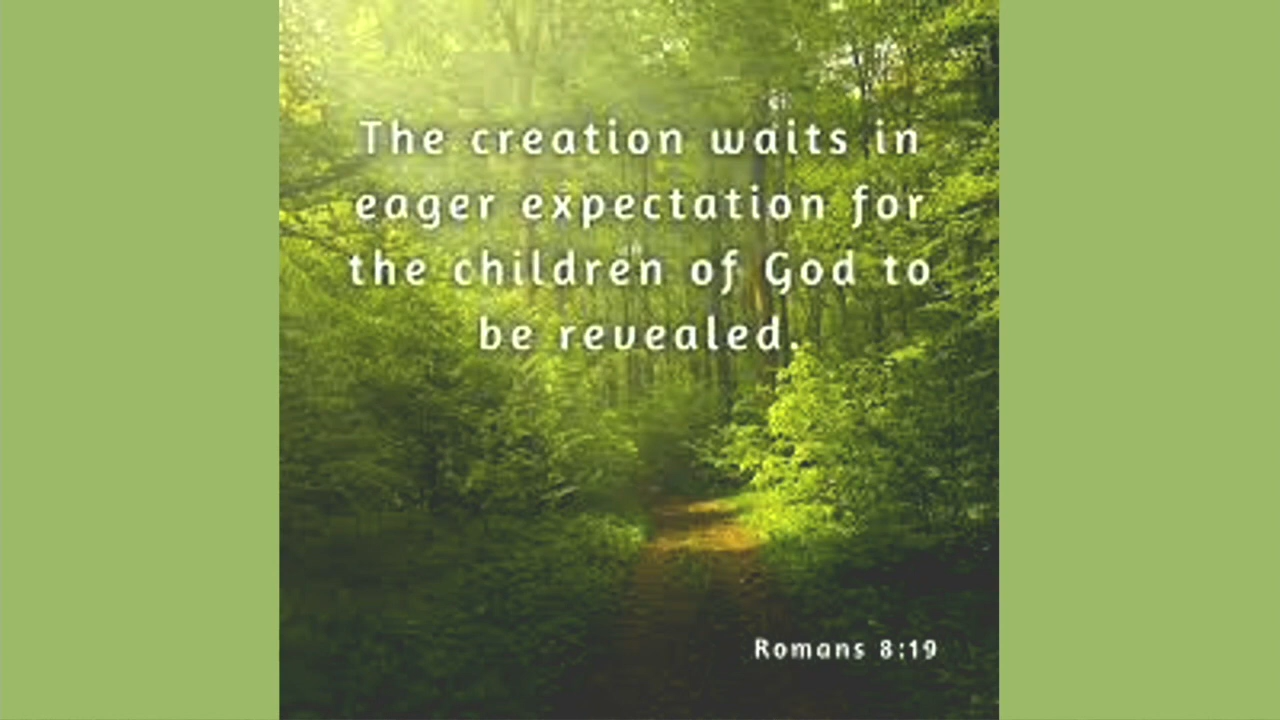 The creation waits in
eager expectation for
the children of God to
be revealed.
Romans 8:19